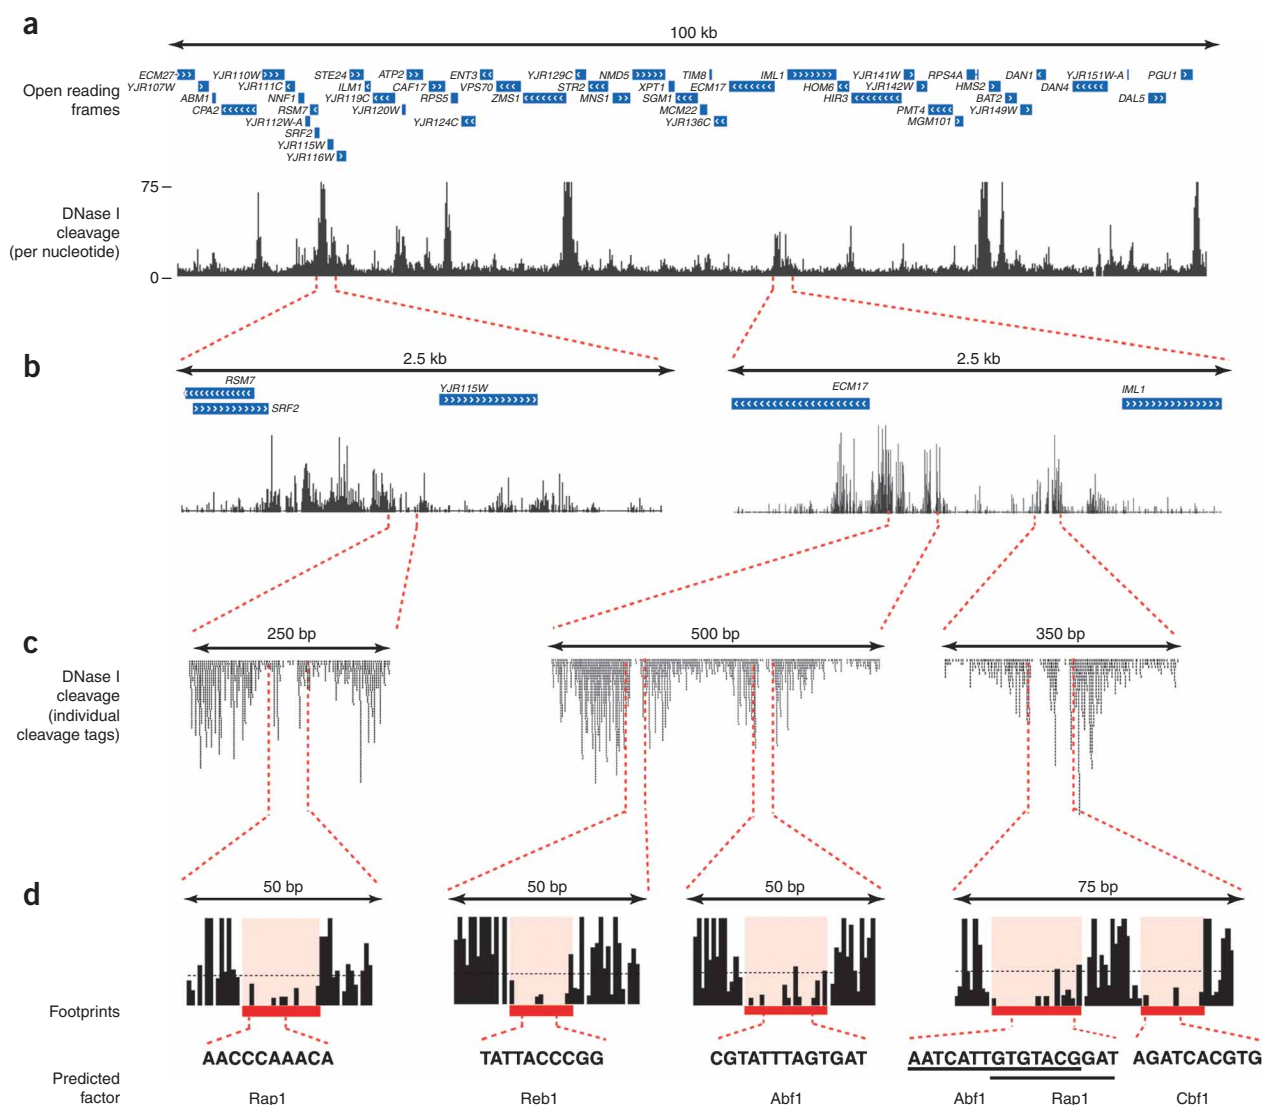 a
100 kb
Open reading frames
ECM27 YJR110W STE24 ATP2 ENT3 YJR129C NMD5 TIM8 IML1 YJR141W RPS4A DAN1 YJR151W-A PGU1
YJR107W YJR111C ILM1 CAF17 VPS70 STR2 XPT1 ECM17 HOM6 YJR142W HMS2 DAN4
ABM1 NNF1 YJR119C RPS5 ZMS1 MNS1 SGM1 HIR3 BAT2 DAL5
CPA2 RSM7 YJR120W MCM22 PMT4 YJR149W
YJR112W-A YJR124C YJR136C MGM101
SRF2
YJR115W
YJR116W
75
DNase I
cleavage
(per nucleotide)
0
b
2.5 kb 2.5 kb
RSM7 YJR115W ECM17 IML1
SRF2
c
250 bp 500 bp 350 bp
DNase I
cleavage
(individual
cleavage tags)
d
50 bp 50 bp 50 bp 75 bp
Footprints
AACCCAAACA TATTACCCGG CGTATTTAGTGAT AATCATTGTGTACGGAT AGATCACGTG
Predicted
factor
Rap1 Reb1 Abf1 Abf1 Rap1 Cbf1